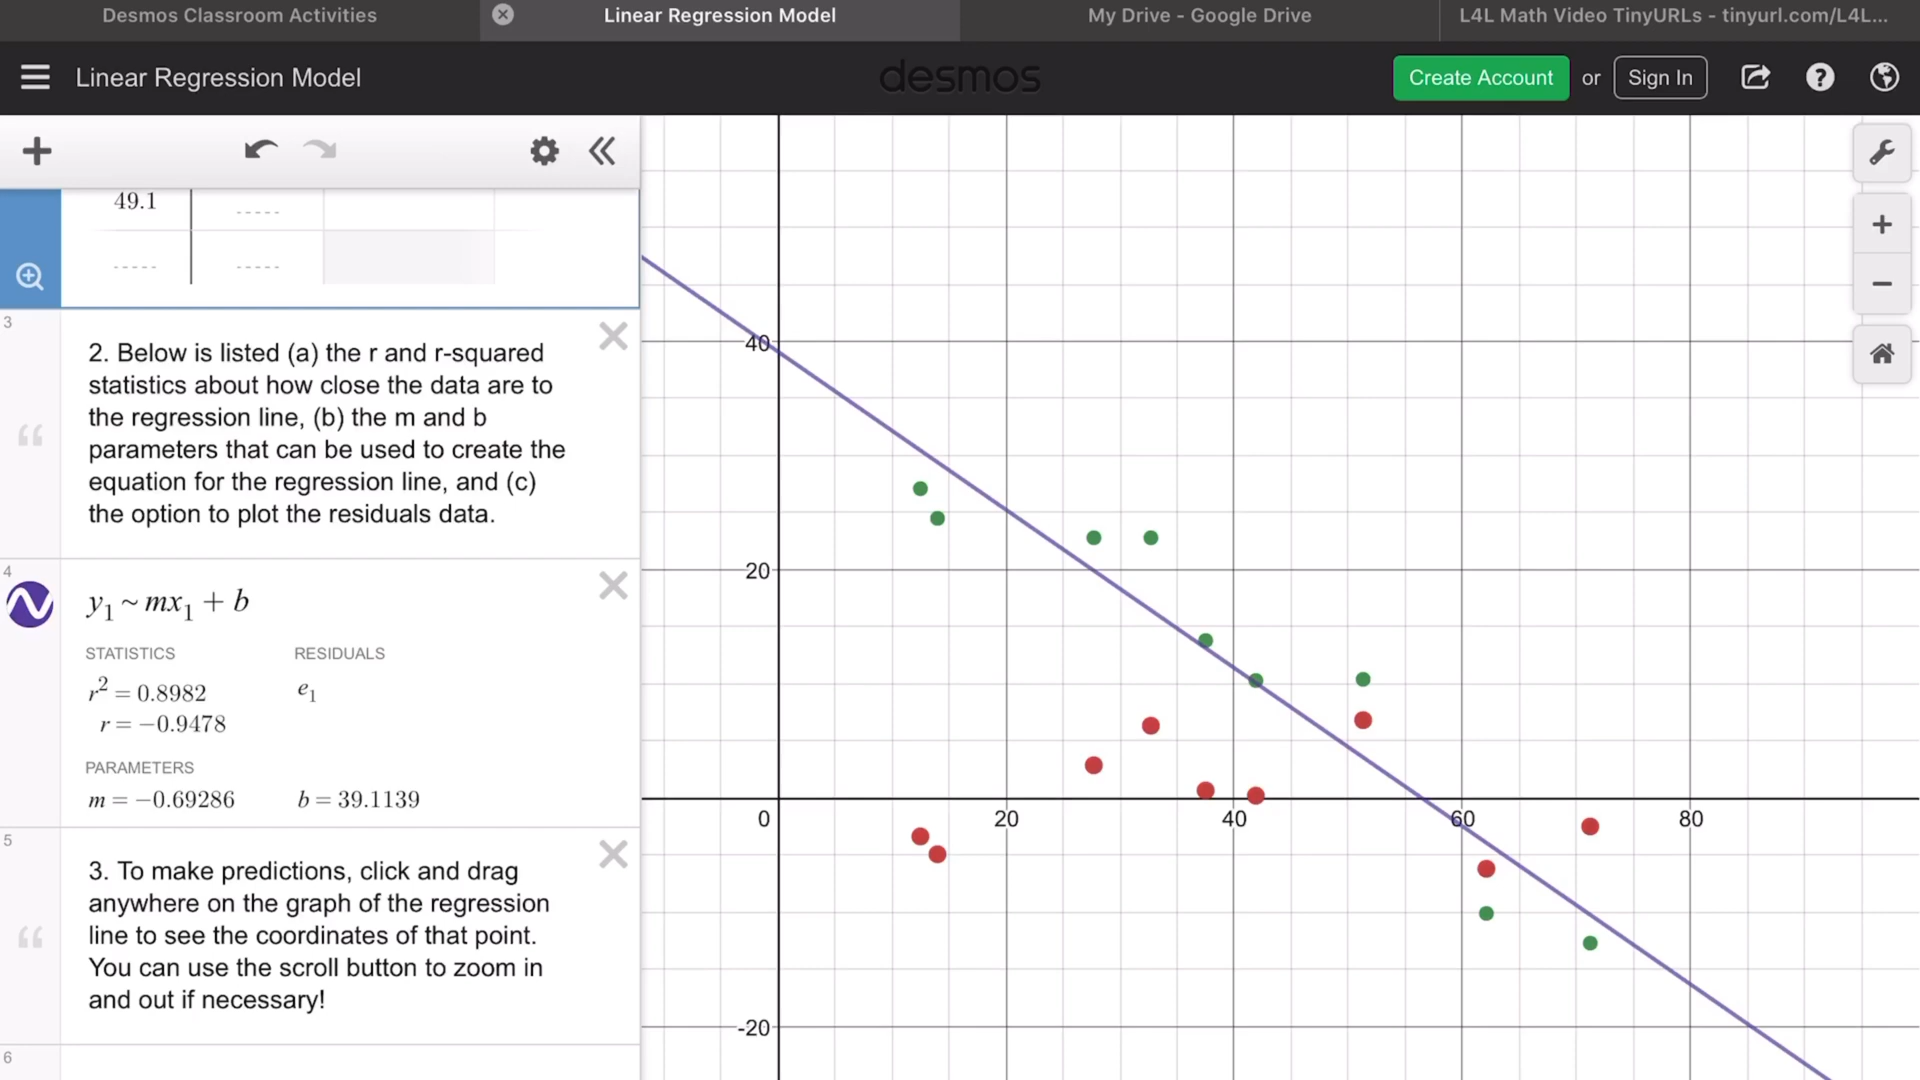 Desmos Classroom Activities
Linear Regression Model
My Drive - Google Drive
L4L Math Video TinyURLs - tinyurl.com/L4L...
Linear Regression Model
desmos
Create Account or Sign In
49.1
3
2. Below is listed (a) the r and r-squared
statistics about how close the data are to
the regression line, (b) the m and b
parameters that can be used to create the
equation for the regression line, and (c)
the option to plot the residuals data.
4
y₁ ~ mx₁ + b
STATISTICS RESIDUALS
r² = 0.8982 e₁
r = −0.9478
PARAMETERS
m = −0.69286 b = 39.1139
5
3. To make predictions, click and drag
anywhere on the graph of the regression
line to see the coordinates of that point.
You can use the scroll button to zoom in
and out if necessary!
6
40
20
0 20 40 60 80
-20